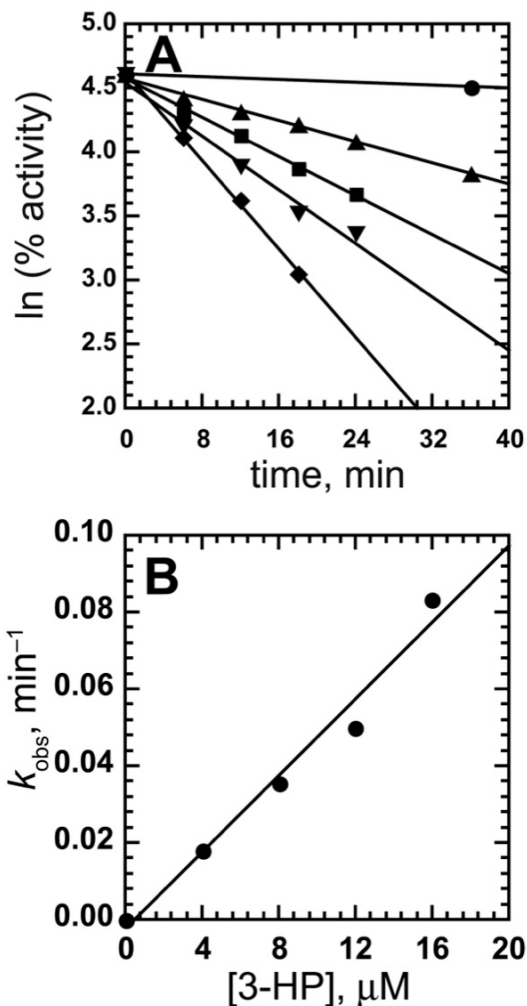 A
5.0
4.5
4.0
3.5
3.0
2.5
2.0
ln (% activity)
0 8 16 24 32 40
time, min
B
0.10
0.08
0.06
0.04
0.02
0.00
kobs, min−1
0 4 8 12 16 20
[3-HP], μM